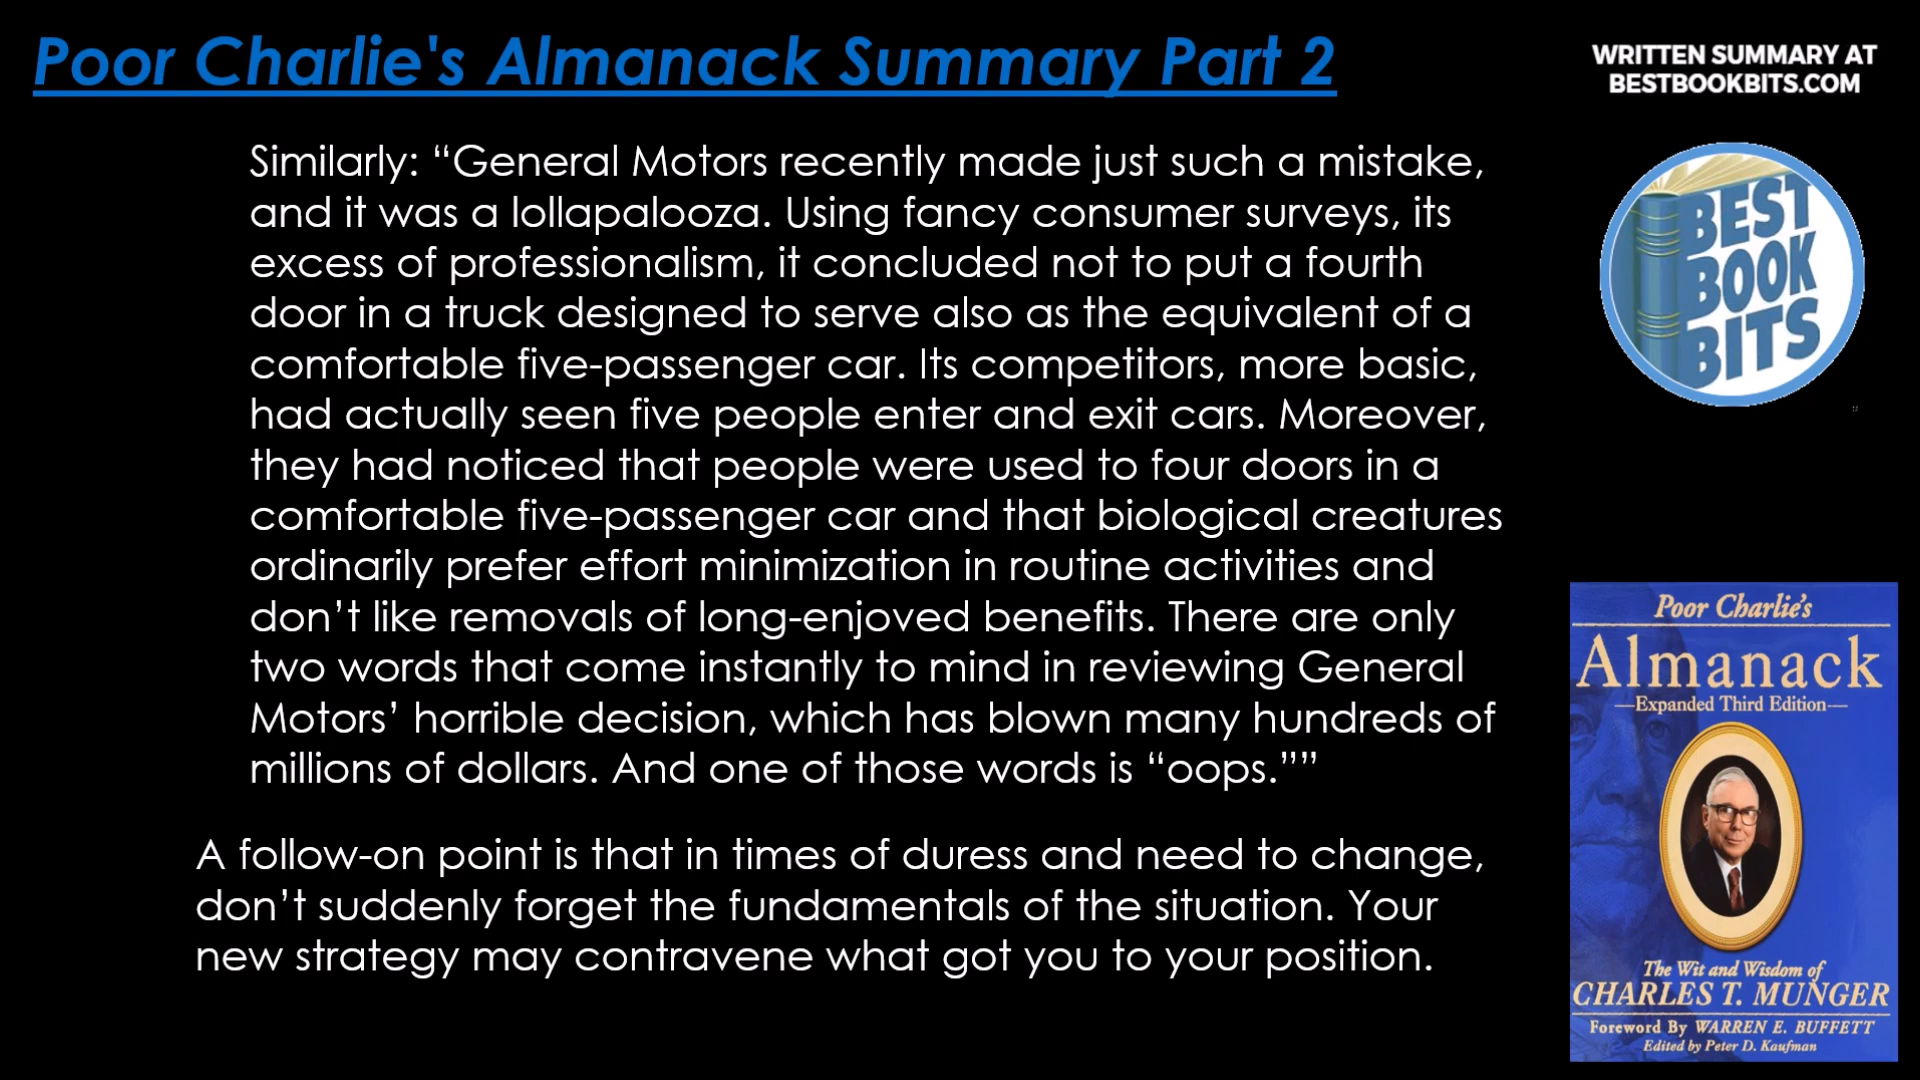 Poor Charlie's Almanack Summary Part 2
WRITTEN SUMMARY AT
BESTBOOKBITS.COM
Similarly: “General Motors recently made just such a mistake,
and it was a lollapalooza. Using fancy consumer surveys, its
excess of professionalism, it concluded not to put a fourth
door in a truck designed to serve also as the equivalent of a
comfortable five-passenger car. Its competitors, more basic,
had actually seen five people enter and exit cars. Moreover,
they had noticed that people were used to four doors in a
comfortable five-passenger car and that biological creatures
ordinarily prefer effort minimization in routine activities and
don’t like removals of long-enjoved benefits. There are only
two words that come instantly to mind in reviewing General
Motors’ horrible decision, which has blown many hundreds of
millions of dollars. And one of those words is “oops.””
A follow-on point is that in times of duress and need to change,
don’t suddenly forget the fundamentals of the situation. Your
new strategy may contravene what got you to your position.
BEST
BOOK
BITS
Poor Charlie's
Almanack
—Expanded Third Edition—
The Wit and Wisdom of
CHARLES T. MUNGER
Foreword By WARREN E. BUFFETT
Edited by Peter D. Kaufman